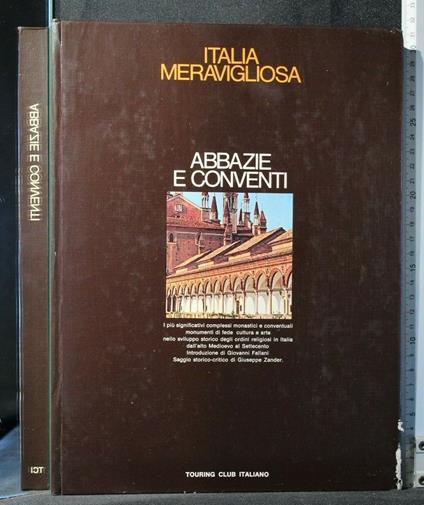 ITALIA
MERAVIGLIOSA
ABBAZIE
E CONVENTI
I più significativi complessi monastici e conventuali
monumenti di fede cultura e arte
nello sviluppo storico degli ordini religiosi in Italia
dall'alto Medioevo al Settecento
Introduzione di Giovanni Fallani
Saggio storico-critico di Giuseppe Zander.
TOURING CLUB ITALIANO
ABBAZIE E CONVENTI
TCI